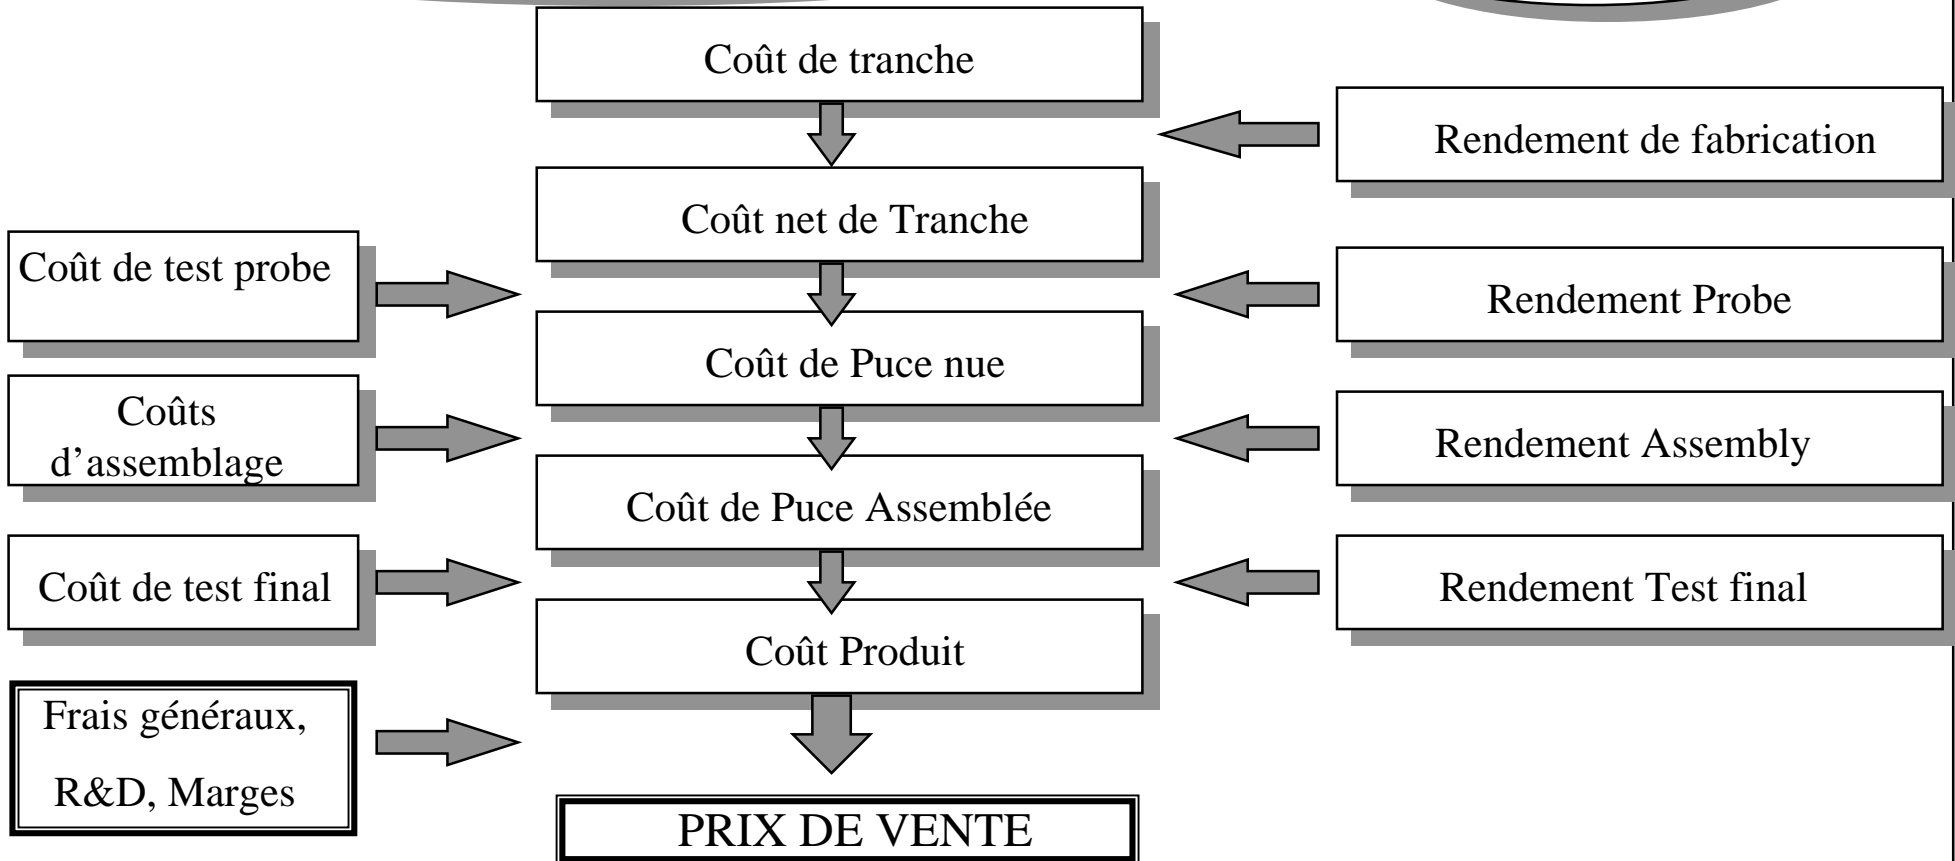 Coût de tranche
Rendement de fabrication
Coût net de Tranche
Coût de test probe
Rendement Probe
Coût de Puce nue
Coûts
d’assemblage
Rendement Assembly
Coût de Puce Assemblée
Coût de test final
Rendement Test final
Coût Produit
Frais généraux,
R&D, Marges
PRIX DE VENTE